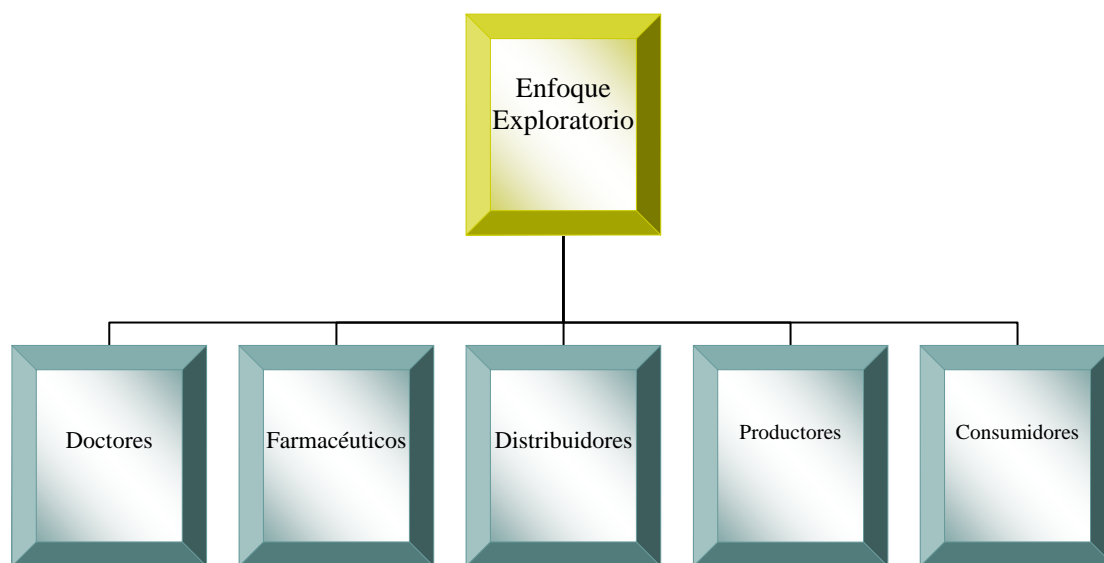 Enfoque
Exploratorio
Doctores
Farmacéuticos
Distribuidores
Productores
Consumidores